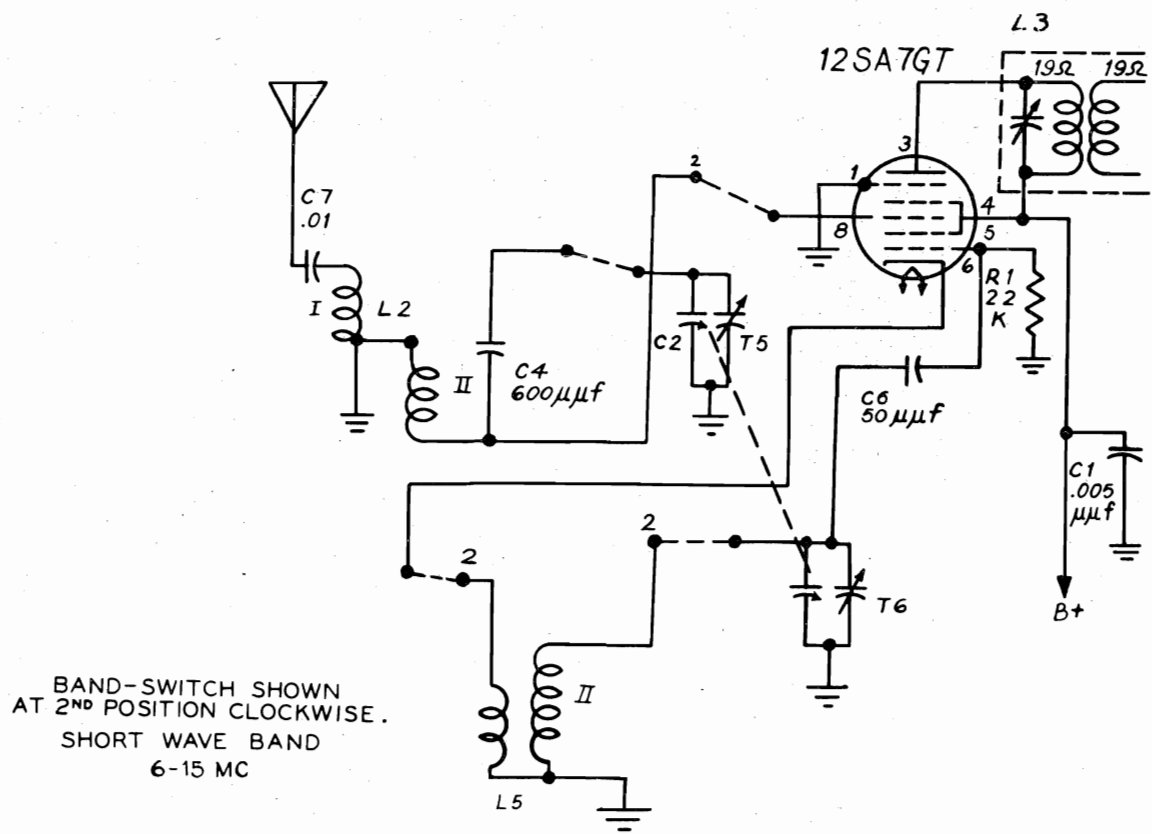 L.3
12SA7GT
19Ω 19Ω
3
2
1
8
4
5
6
C7
.01
I
L2
II
C4
600µµf
C2
T5
R1
22
K
C6
50µµf
C1
.005
µµf
2
2
T6
B+
II
L5
BAND-SWITCH SHOWN
AT 2ND POSITION CLOCKWISE.
SHORT WAVE BAND
6-15 MC